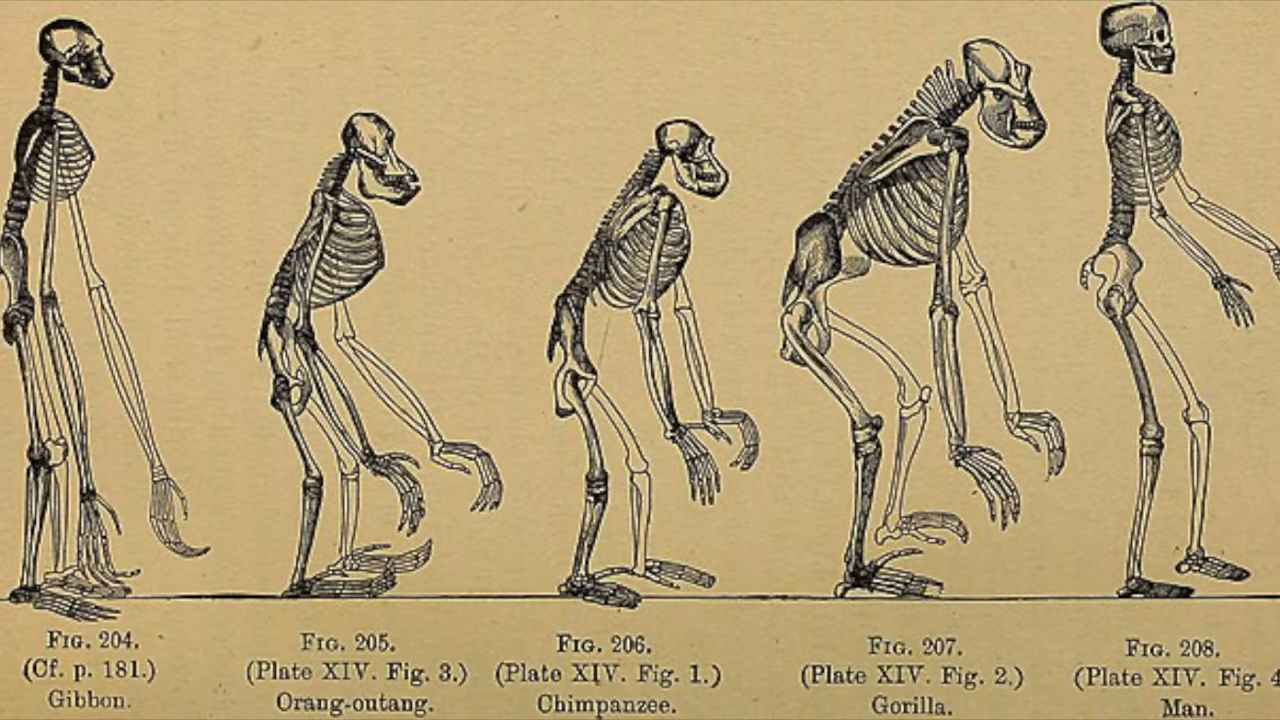 FIG. 204.
(Cf. p. 181.)
Gibbon.
FIG. 205.
(Plate XIV. Fig. 3.)
Orang-outang.
FIG. 206.
(Plate XIV. Fig. 1.)
Chimpanzee.
FIG. 207.
(Plate XIV. Fig. 2.)
Gorilla.
FIG. 208.
(Plate XIV. Fig. 4
Man.